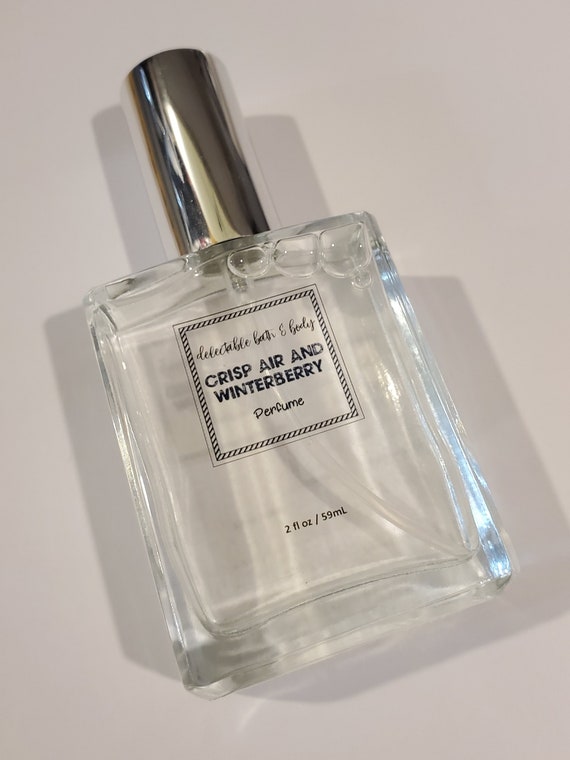 delectable bath & body
CRISP AIR AND
WINTERBERRY
Perfume
2 fl oz / 59mL